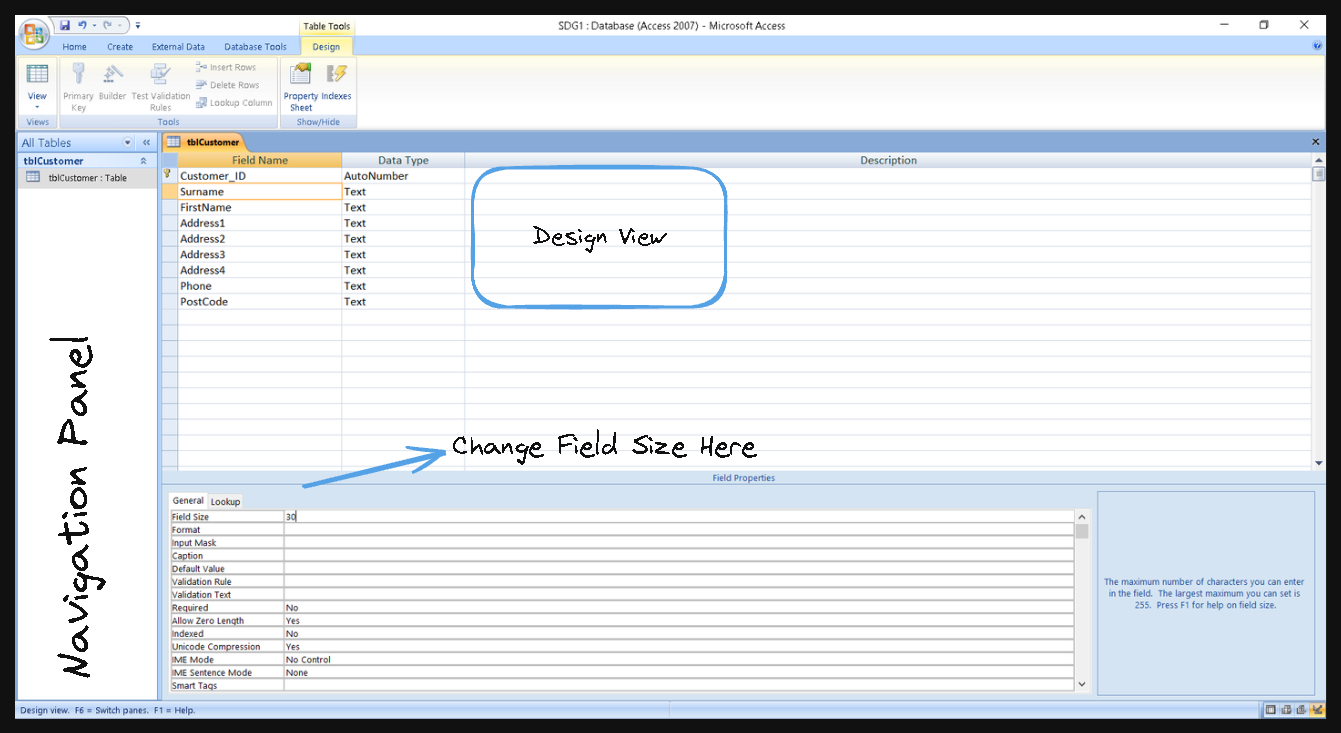 Table Tools
SDG1 : Database (Access 2007) - Microsoft Access
Home Create External Data Database Tools Design
View
Primary Key
Builder
Test Validation Rules
Insert Rows
Delete Rows
Lookup Column
Property Sheet
Indexes
Views Tools Show/Hide
All Tables
tblCustomer
tblCustomer : Table
tblCustomer
Field Name Data Type Description
Customer_ID AutoNumber
Surname Text
FirstName Text
Address1 Text
Address2 Text
Address3 Text
Address4 Text
Phone Text
PostCode Text
Design View
Navigation Panel
Change Field Size Here
Field Properties
General Lookup
Field Size 30
Format
Input Mask
Caption
Default Value
Validation Rule
Validation Text
Required No
Allow Zero Length Yes
Indexed No
Unicode Compression Yes
IME Mode No Control
IME Sentence Mode None
Smart Tags
The maximum number of characters you can enter
in the field. The largest maximum you can set is
255. Press F1 for help on field size.
Design view. F6 = Switch panes. F1 = Help.